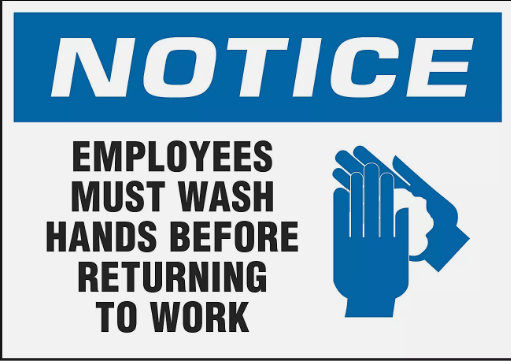 NOTICE
EMPLOYEES
MUST WASH
HANDS BEFORE
RETURNING
TO WORK